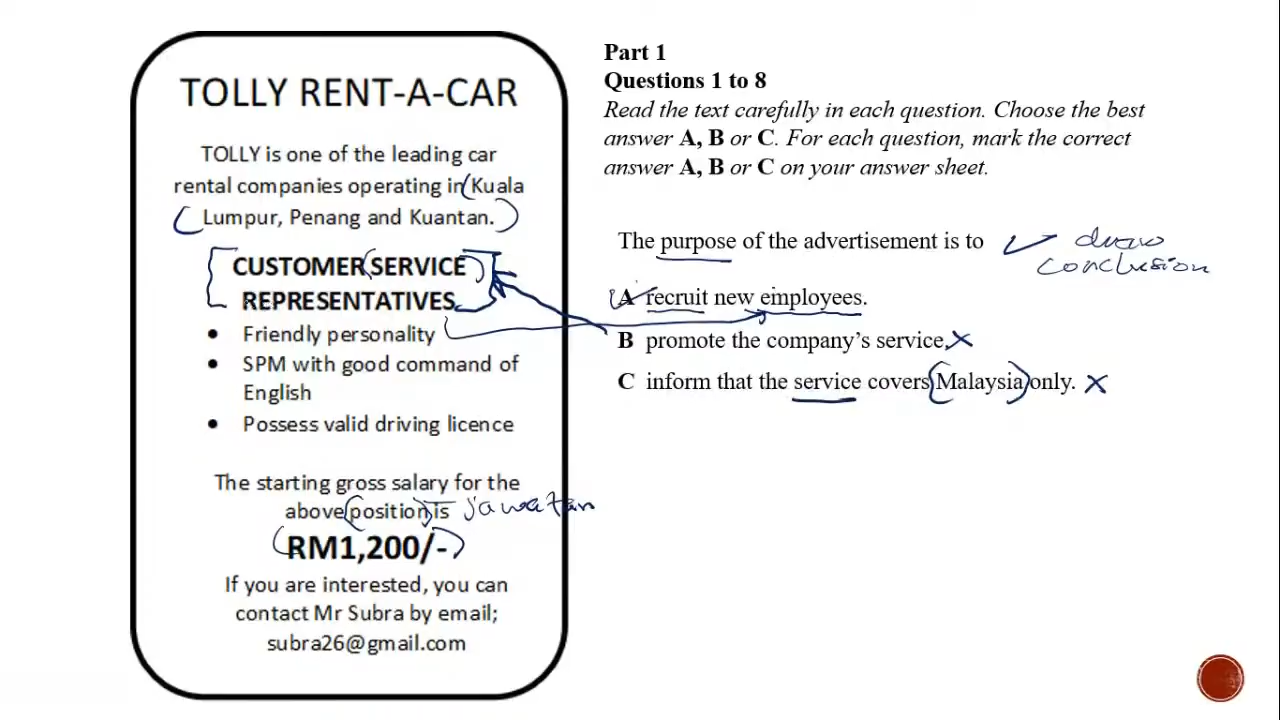 TOLLY RENT-A-CAR
TOLLY is one of the leading car
rental companies operating in Kuala
Lumpur, Penang and Kuantan.
CUSTOMER SERVICE
REPRESENTATIVES
• Friendly personality
• SPM with good command of
English
• Possess valid driving licence
The starting gross salary for the
above position is jawatan
RM1,200/-
If you are interested, you can
contact Mr Subra by email;
subra26@gmail.com
Part 1
Questions 1 to 8
Read the text carefully in each question. Choose the best
answer A, B or C. For each question, mark the correct
answer A, B or C on your answer sheet.
The purpose of the advertisement is to
draw
conclusion
A recruit new employees.
B promote the company's service.
C inform that the service covers Malaysia only.